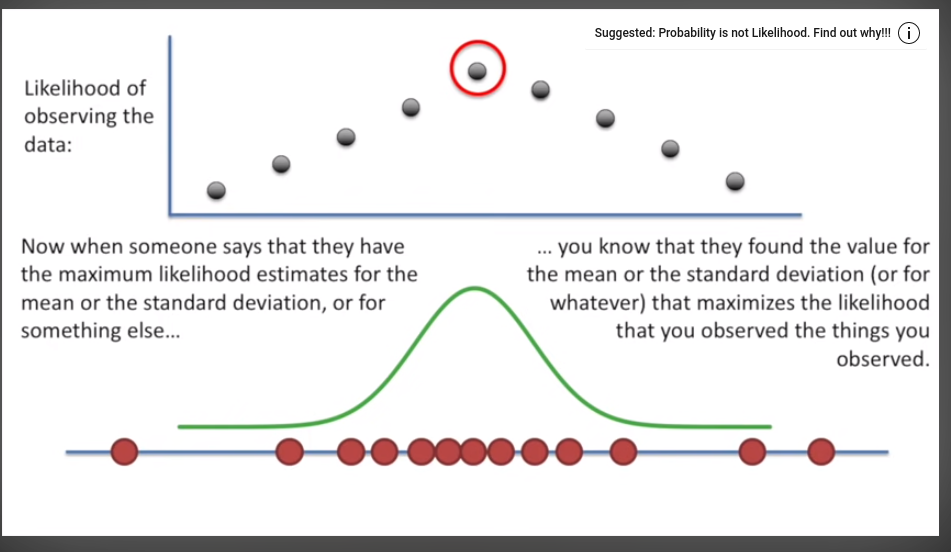 Suggested: Probability is not Likelihood. Find out why!!!
Likelihood of
observing the
data:
Now when someone says that they have
the maximum likelihood estimates for the
mean or the standard deviation, or for
something else...
... you know that they found the value for
the mean or the standard deviation (or for
whatever) that maximizes the likelihood
that you observed the things you
observed.